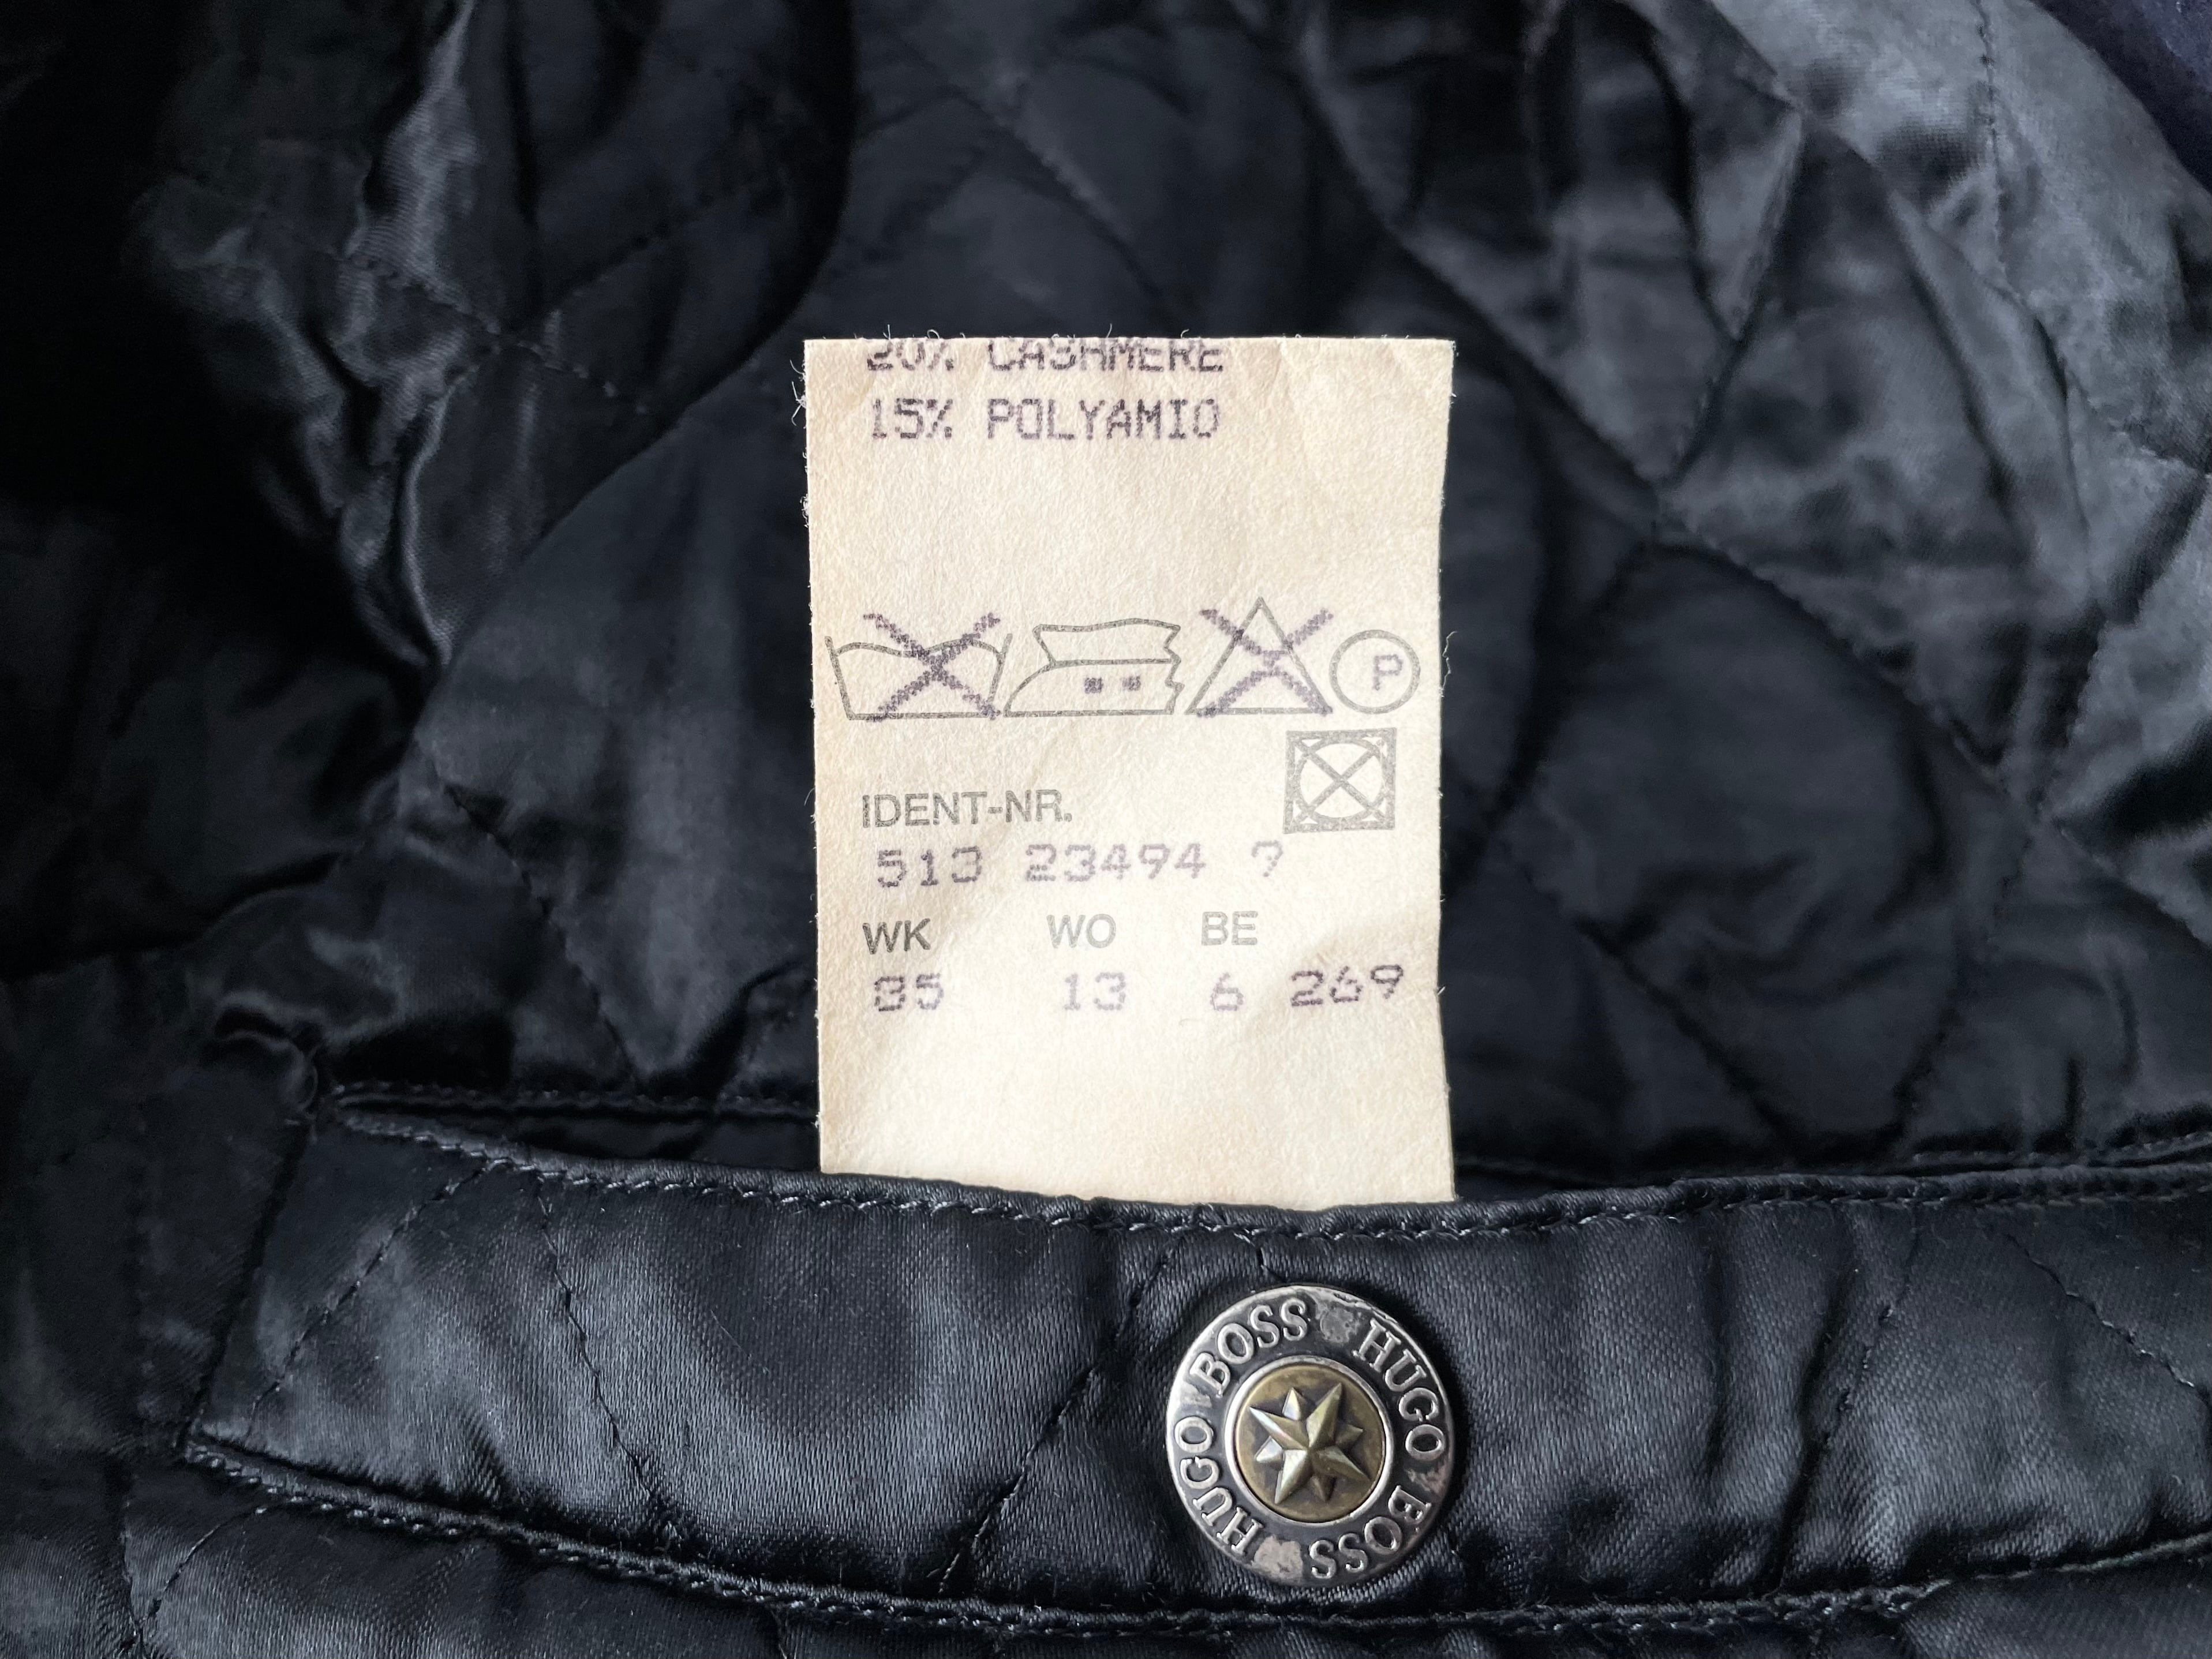 20% CASHMERE
15% POLYAMID
P
IDENT-NR.
513 23494 7
WK WO BE
35 13 6 269
HUGO BOSS HUGO BOSS